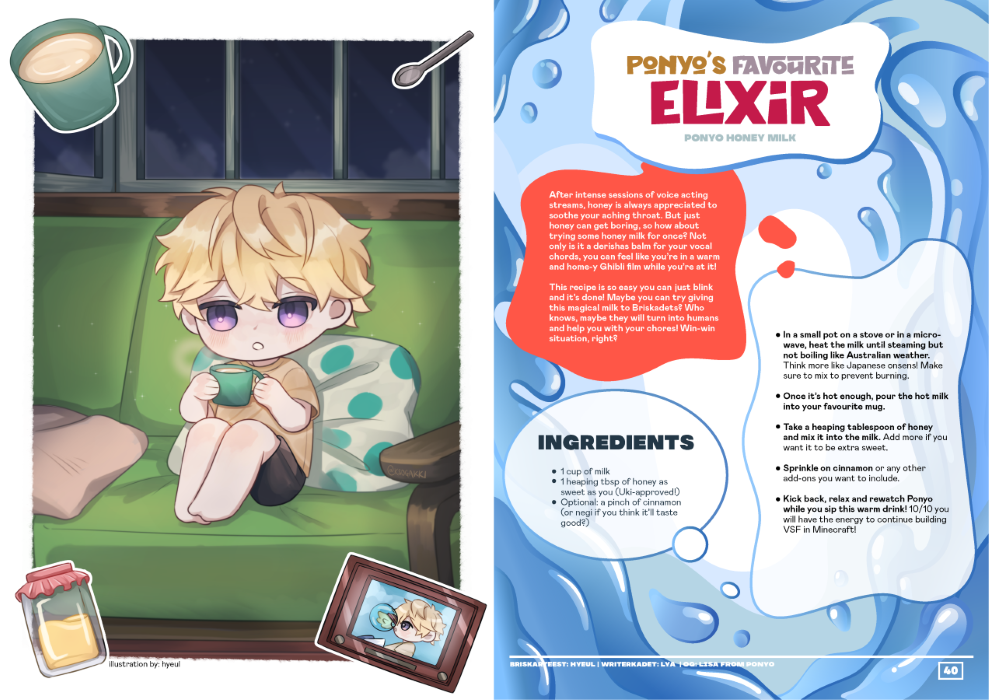 PONYO'S FAVOURITE
ELIXIR
PONYO HONEY MILK
After intense sessions of voice acting
streams, honey is always appreciated to
soothe your aching throat. But just
honey can get boring, so how about
trying some honey milk for once? Not
only is it a derishas balm for your vocal
chords, you can feel like you're in a warm
and home-y Ghibli film while you're at it!
This recipe is so easy you can just blink
and it's done! Maybe you can try giving
this magical milk to Briskadets? Who
knows, maybe they will turn into humans
and help you with your chores! Win-win
situation, right?
INGREDIENTS
• 1 cup of milk
• 1 heaping tbsp of honey as
sweet as you (Uki-approved!)
• Optional: a pinch of cinnamon
(or negi if you think it'll taste
good?)
• In a small pot on a stove or in a micro-
wave, heat the milk until steaming but
not boiling like Australian weather.
Think more like Japanese onsens! Make
sure to mix to prevent burning.
• Once it's hot enough, pour the hot milk
into your favourite mug.
• Take a heaping tablespoon of honey
and mix it into the milk. Add more if you
want it to be extra sweet.
• Sprinkle on cinnamon or any other
add-ons you want to include.
• Kick back, relax and rewatch Ponyo
while you sip this warm drink! 10/10 you
will have the energy to continue building
VSF in Minecraft!
illustration by: hyeul
BRISKARTEEST: HYEUL | WRITERKADET: LYA | OG: LISA FROM PONYO
40